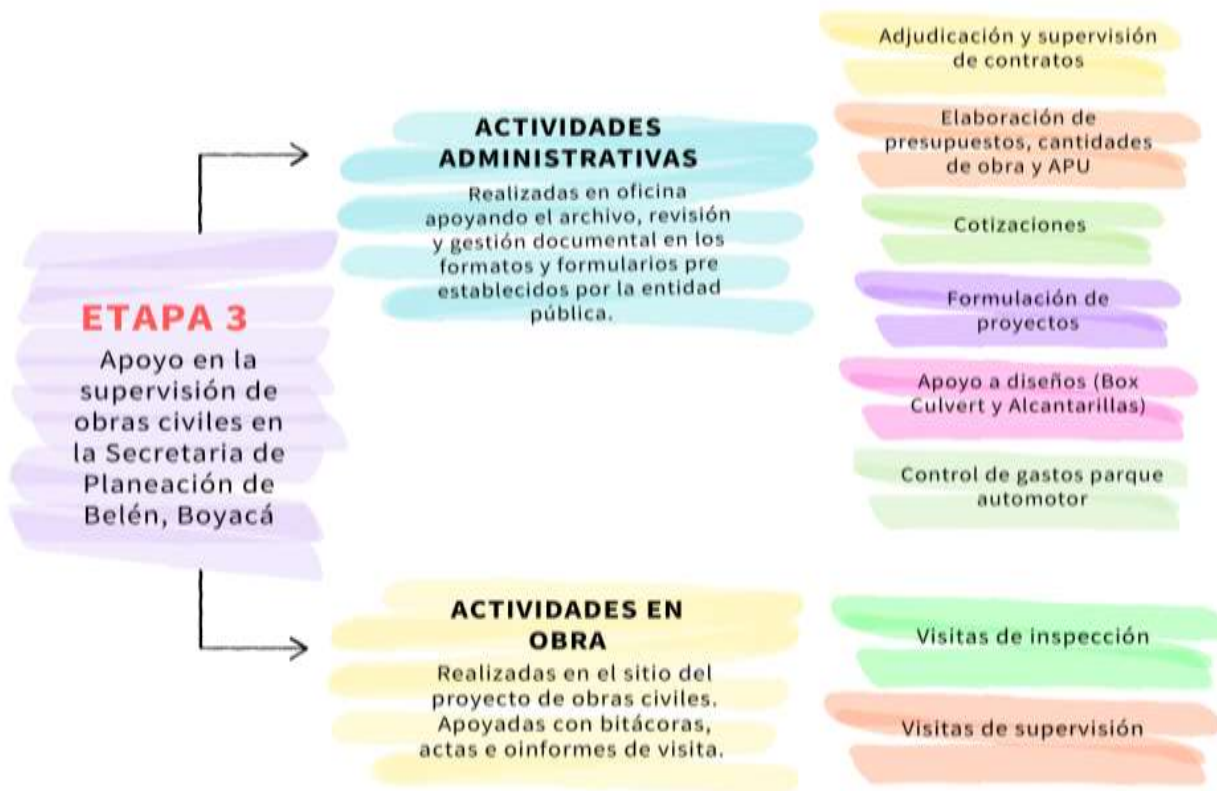 ETAPA 3
Apoyo en la
supervisión de
obras civiles en
la Secretaria de
Planeación de
Belén, Boyacá
ACTIVIDADES
ADMINISTRATIVAS
Realizadas en oficina
apoyando el archivo, revisión
y gestión documental en los
formatos y formularios pre
establecidos por la entidad
pública.
Adjudicación y supervisión
de contratos
Elaboración de
presupuestos, cantidades
de obra y APU
Cotizaciones
Formulación de
proyectos
Apoyo a diseños (Box
Culvert y Alcantarillas)
Control de gastos parque
automotor
ACTIVIDADES EN
OBRA
Realizadas en el sitio del
proyecto de obras civiles.
Apoyadas con bitácoras,
actas e oinformes de visita.
Visitas de inspección
Visitas de supervisión